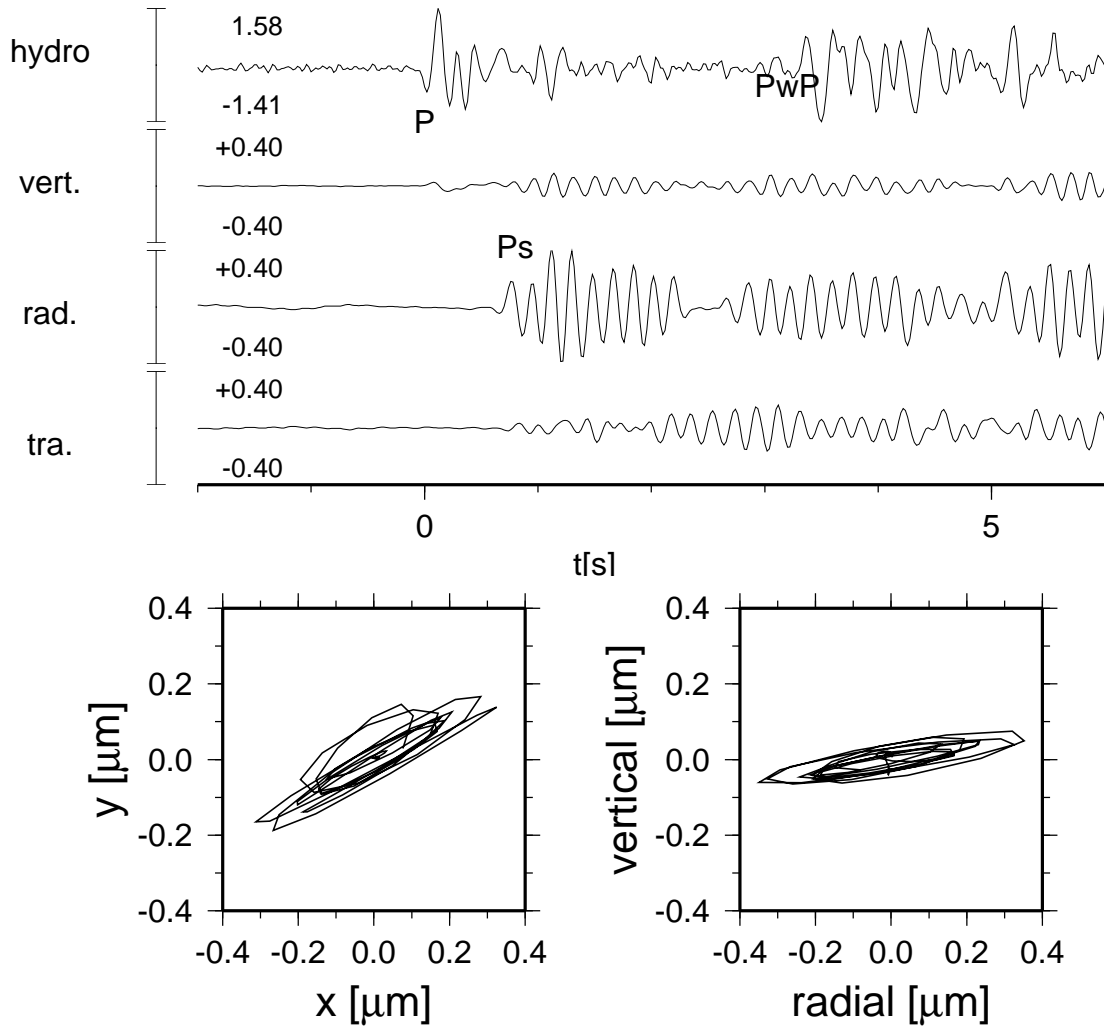 hydro
1.58
-1.41
P
PwP
vert.
+0.40
-0.40
Ps
rad.
+0.40
-0.40
tra.
+0.40
-0.40
0
5
t[s]
0.4
0.2
0.0
-0.2
-0.4
y [μm]
-0.4 -0.2 0.0 0.2 0.4
x [μm]
0.4
0.2
0.0
-0.2
-0.4
vertical [μm]
-0.4 -0.2 0.0 0.2 0.4
radial [μm]